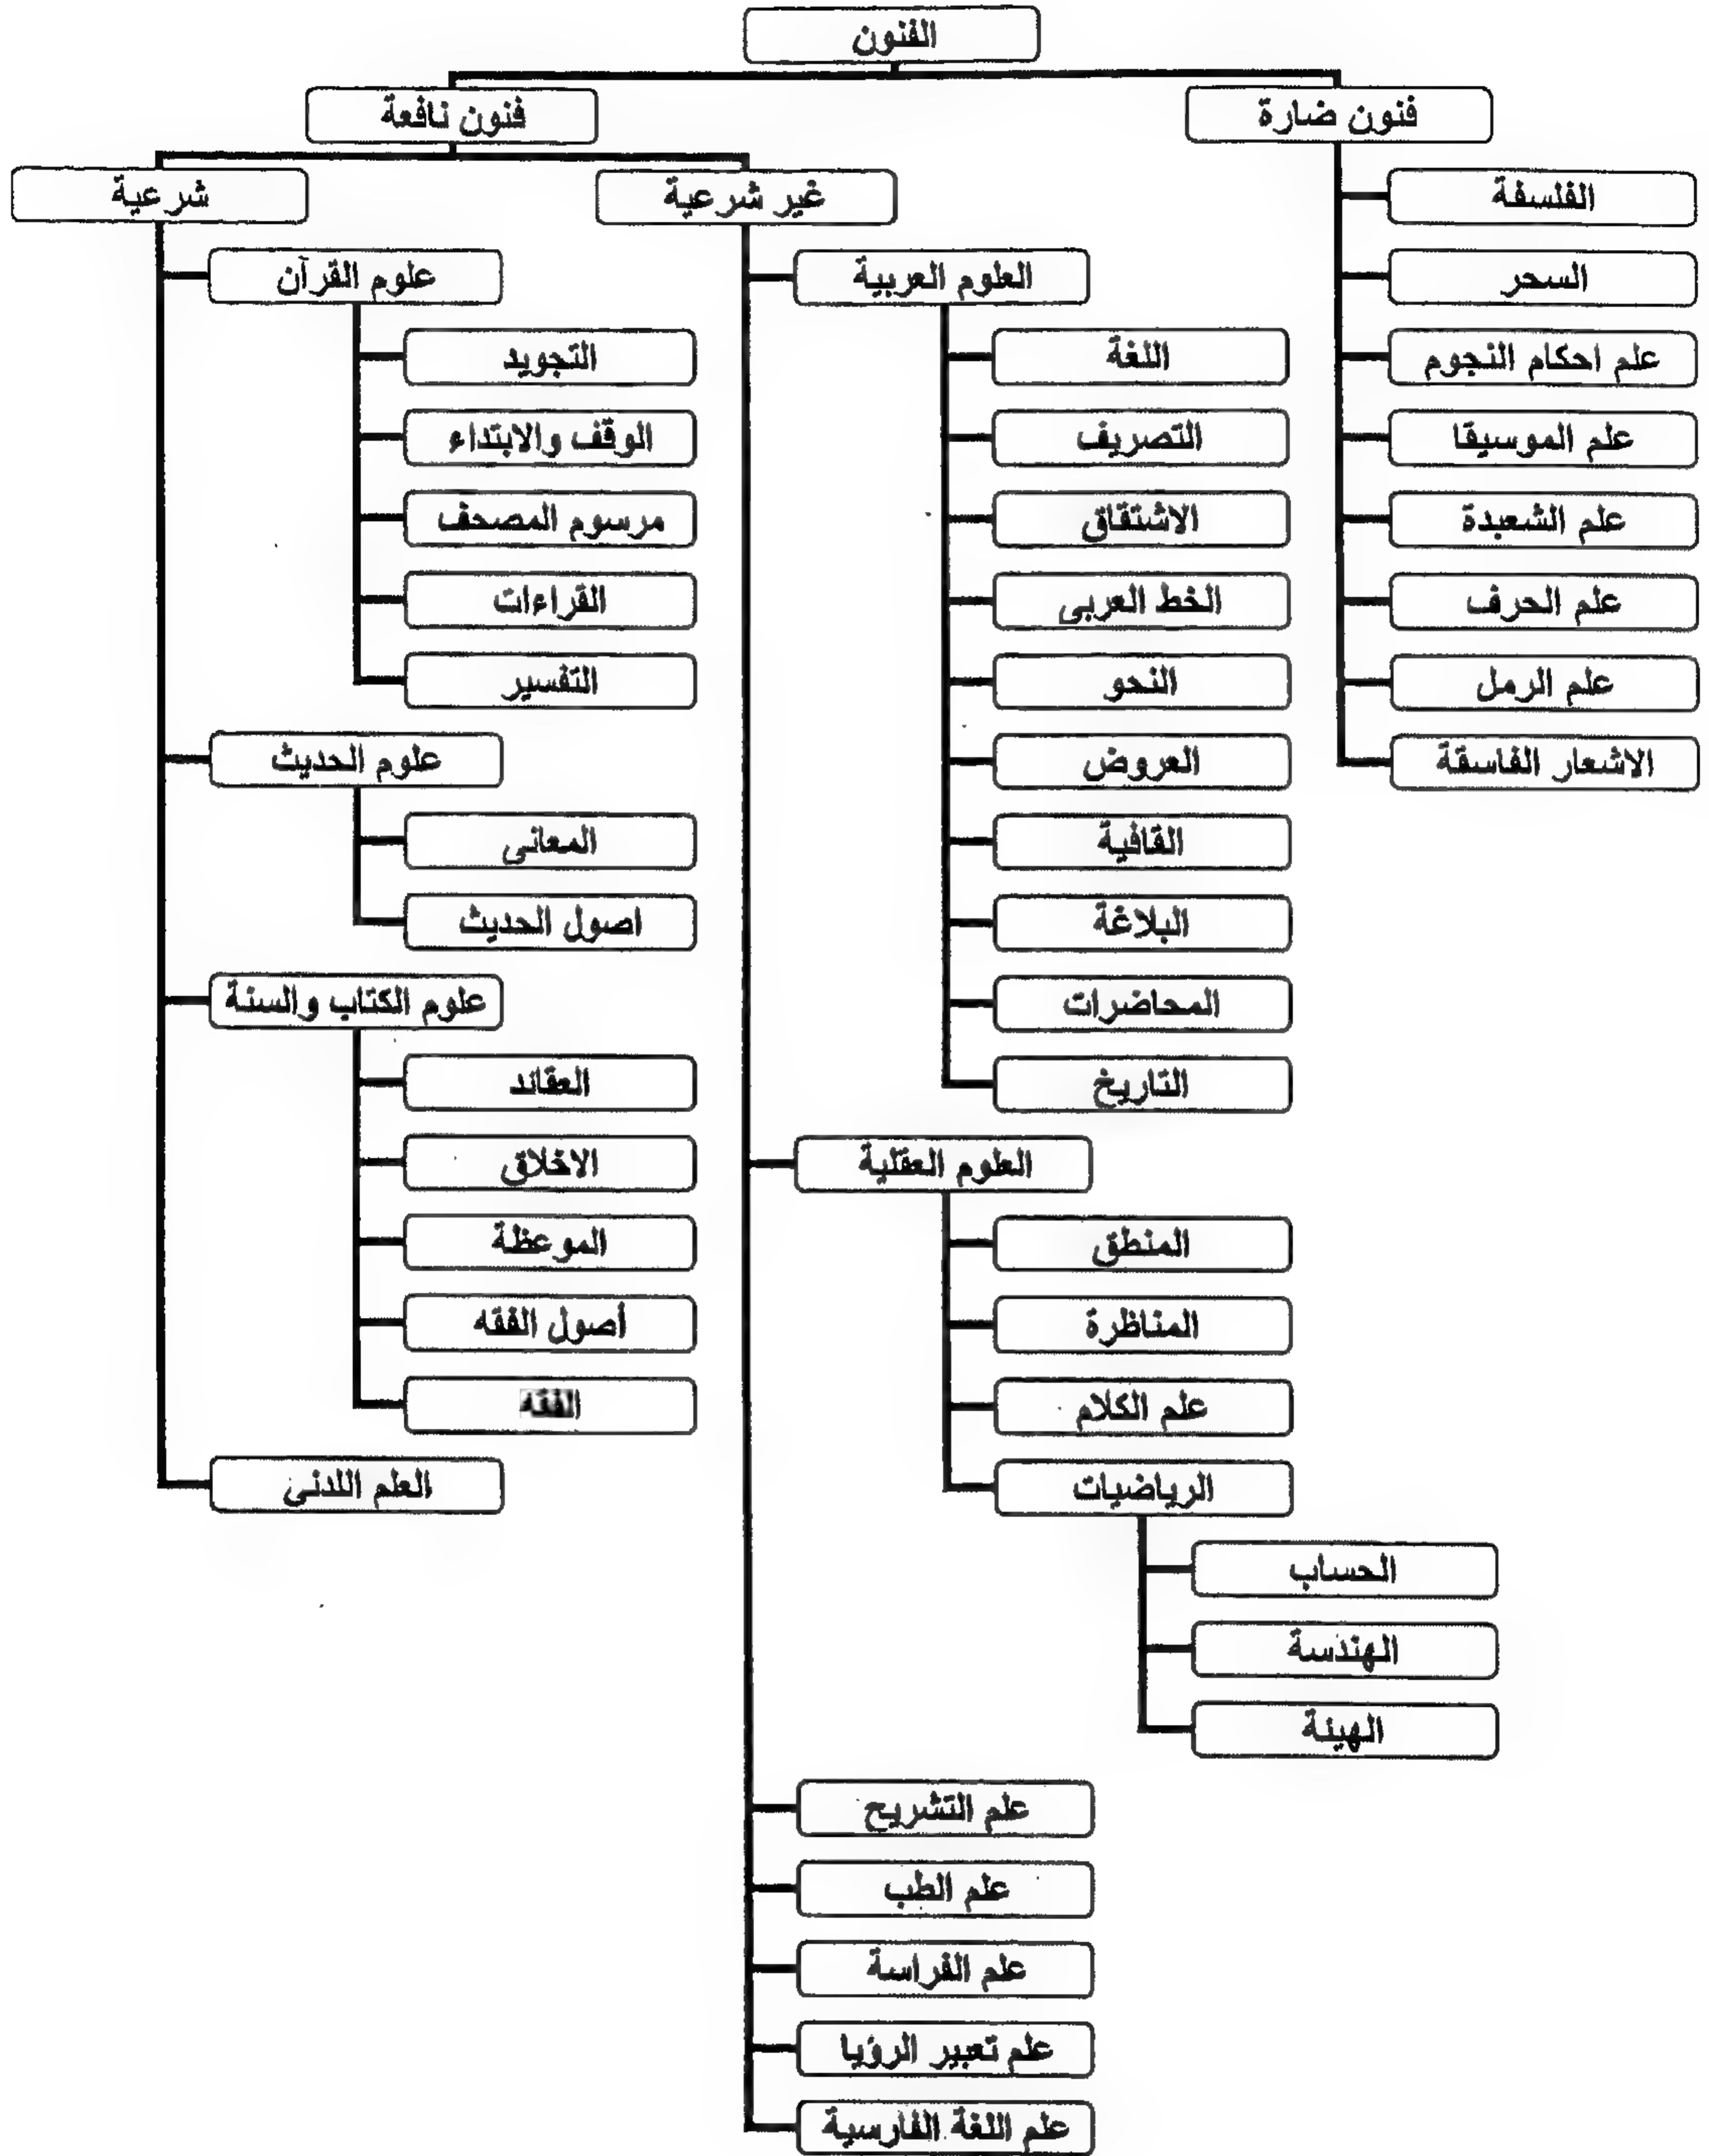 الفنون
فنون ضارة
الفلسفة
السحر
علم احكام النجوم
علم الموسيقا
علم الشعبدة
علم الحرف
علم الرمل
الاشعار الفاسقة
فنون نافعة
غير شرعية
العلوم العربية
اللغة
التصريف
الاشتقاق
الخط العربى
النحو
العروض
القافية
البلاغة
المحاضرات
التاريخ
العلوم العقلية
المنطق
المناظرة
علم الكلام
الرياضيات
الحساب
الهندسة
الهيئة
علم التشريح
علم الطب
علم الفراسة
علم تعبير الرؤيا
علم اللغة الفارسية
شرعية
علوم القرآن
التجويد
الوقف والابتداء
مرسوم المصحف
القراءات
التفسير
علوم الحديث
المعانى
اصول الحديث
علوم الكتاب والسنة
العقائد
الاخلاق
الموعظة
أصول الفقه
الفقه
العلم اللدنى